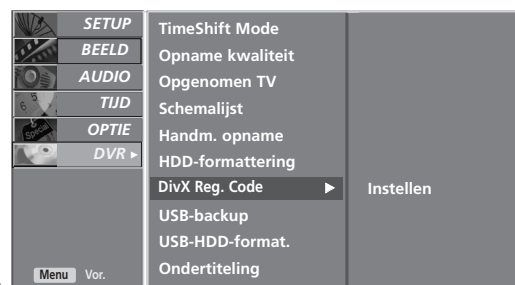 SETUP
BEELD
AUDIO
TIJD
OPTIE
DVR ►
Menu Vor.
TimeShift Mode
Opname kwaliteit
Opgenomen TV
Schemalijst
Handm. opname
HDD-formattering
DivX Reg. Code ►
USB-backup
USB-HDD-format.
Ondertiteling
Instellen